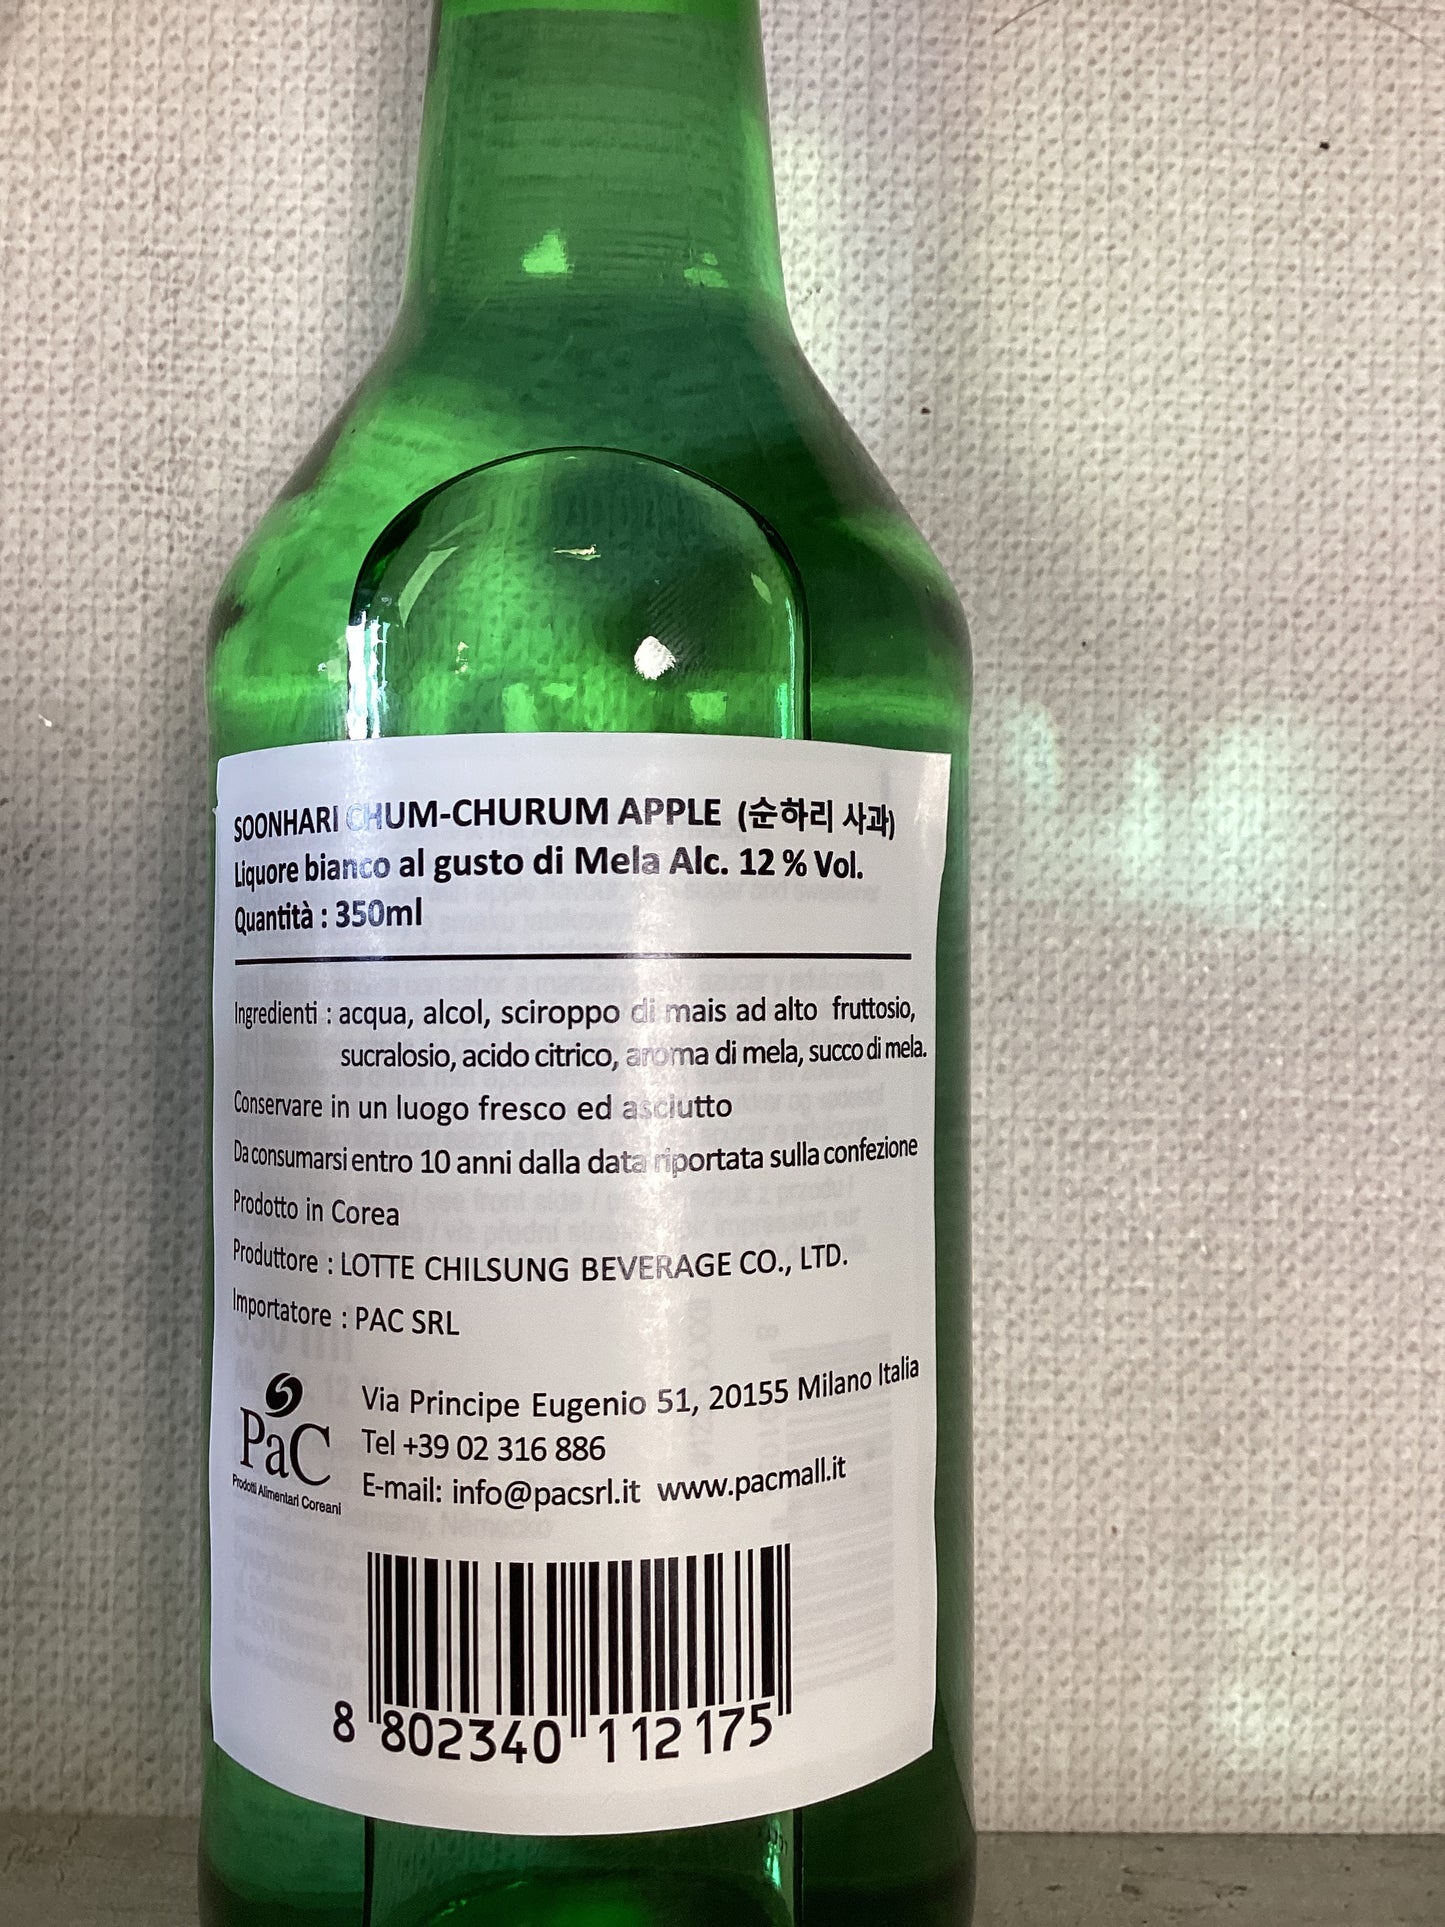 SOONHARI CHUM-CHURUM APPLE (순하리 사과)
Liquore bianco al gusto di Mela Alc. 12 % Vol.
Quantità : 350ml
Ingredienti : acqua, alcol, sciroppo di mais ad alto fruttosio,
sucralosio, acido citrico, aroma di mela, succo di mela.
Conservare in un luogo fresco ed asciutto
Da consumarsi entro 10 anni dalla data riportata sulla confezione
Prodotto in Corea
Produttore : LOTTE CHILSUNG BEVERAGE CO., LTD.
Importatore : PAC SRL
PaC
Prodotti Alimentari Coreani
Via Principe Eugenio 51, 20155 Milano Italia
Tel +39 02 316 886
E-mail: info@pacsrl.it www.pacmall.it
8 802340 112175